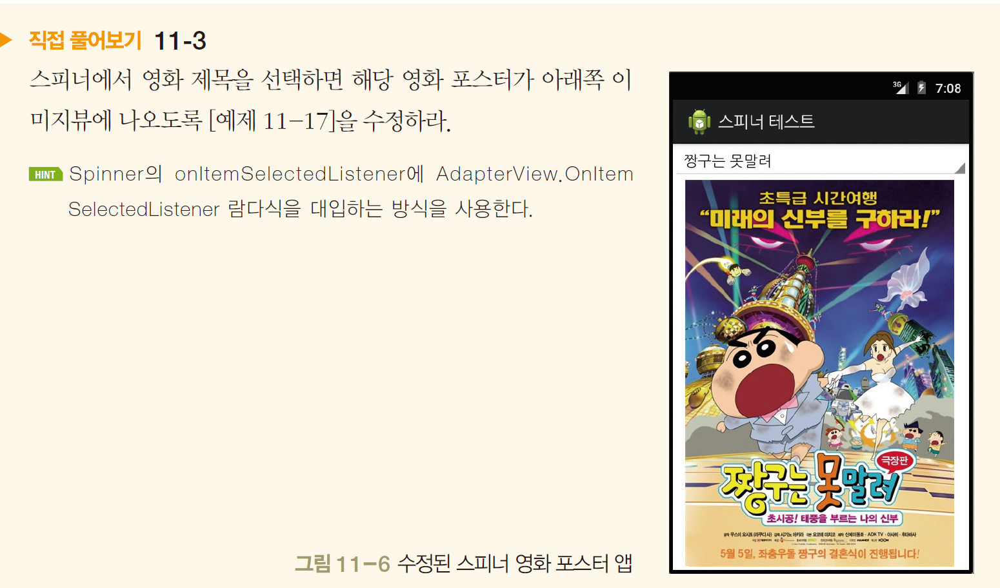 직접 풀어보기 11-3
스피너에서 영화 제목을 선택하면 해당 영화 포스터가 아래쪽 이
미지뷰에 나오도록 [예제 11-17]을 수정하라.
HINT Spinner의 onItemSelectedListener에 AdapterView.OnItem
SelectedListener 람다식을 대입하는 방식을 사용한다.
그림 11-6 수정된 스피너 영화 포스터 앱
3G 7:08
스피너 테스트
짱구는 못말려
초특급 시간여행
“미래의 신부를 구하라!”
극장판
짱구는 못말려
초시공! 태풍을 부르는 나의 신부
5월 5일, 좌충우돌 짱구의 결혼식이 진행됩니다!